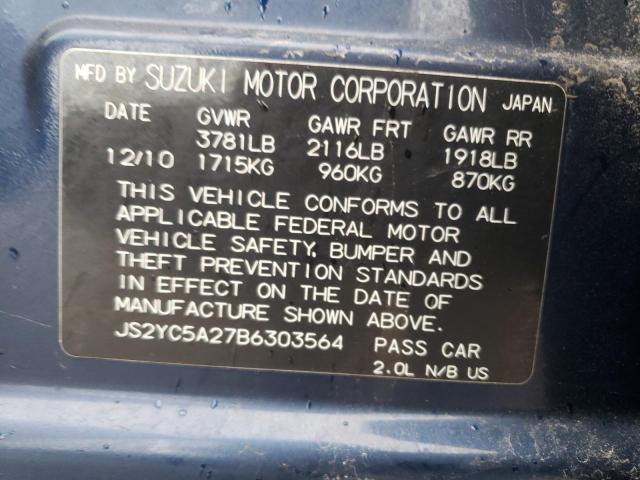 MFD BY SUZUKI MOTOR CORPORATION JAPAN
DATE GVWR GAWR FRT GAWR RR
3781LB 2116LB 1918LB
12/10 1715KG 960KG 870KG
THIS VEHICLE CONFORMS TO ALL
APPLICABLE FEDERAL MOTOR
VEHICLE SAFETY, BUMPER AND
THEFT PREVENTION STANDARDS
IN EFFECT ON THE DATE OF
MANUFACTURE SHOWN ABOVE.
JS2YC5A27B6303564 PASS CAR
2.0L N/B US